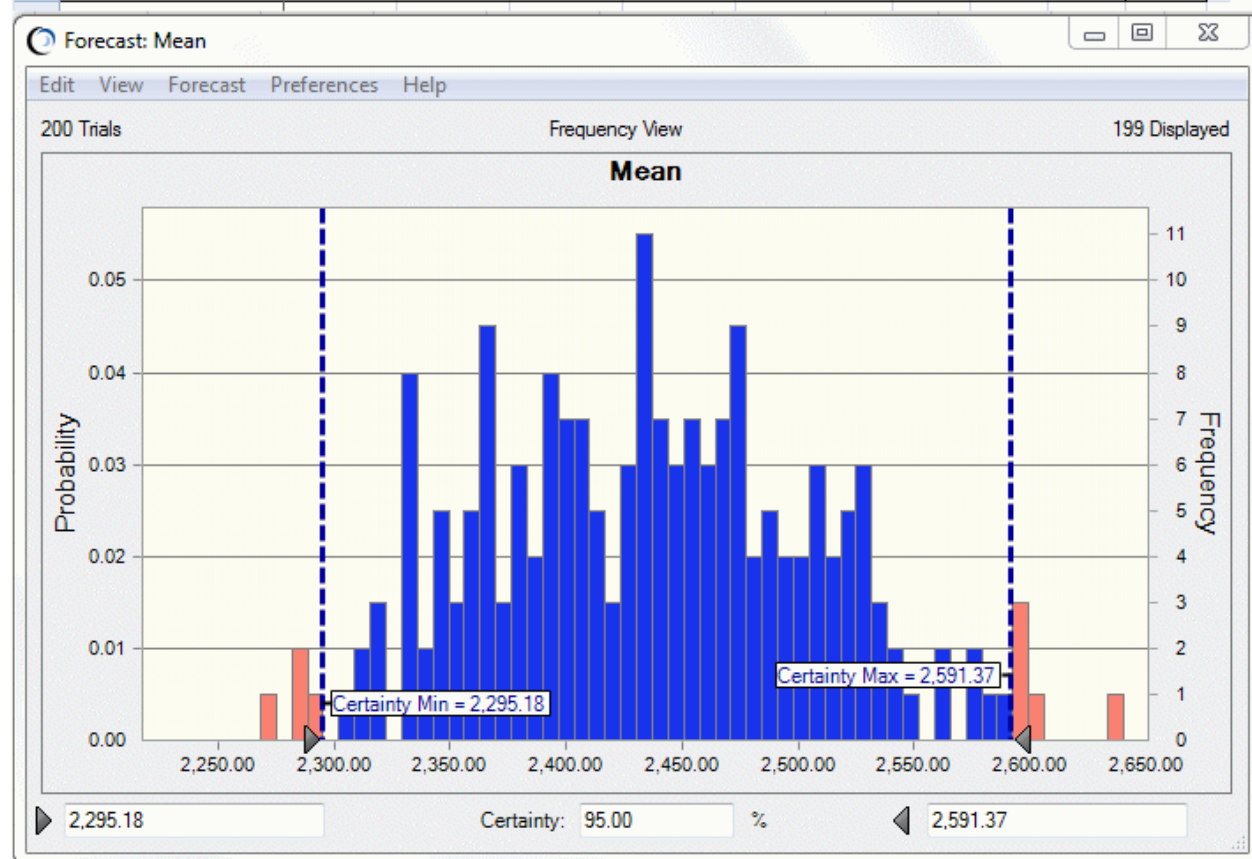 Forecast: Mean
Edit View Forecast Preferences Help
200 Trials Frequency View 199 Displayed
Mean
11
0.05 10
9
0.04 8
7
0.03 6
5
0.02 4
3
0.01 2
1
0.00 0
Probability
Frequency
Certainty Max = 2,591.37
Certainty Min = 2,295.18
2,250.00 2,300.00 2,350.00 2,400.00 2,450.00 2,500.00 2,550.00 2,600.00 2,650.00
2,295.18 Certainty: 95.00 % 2,591.37